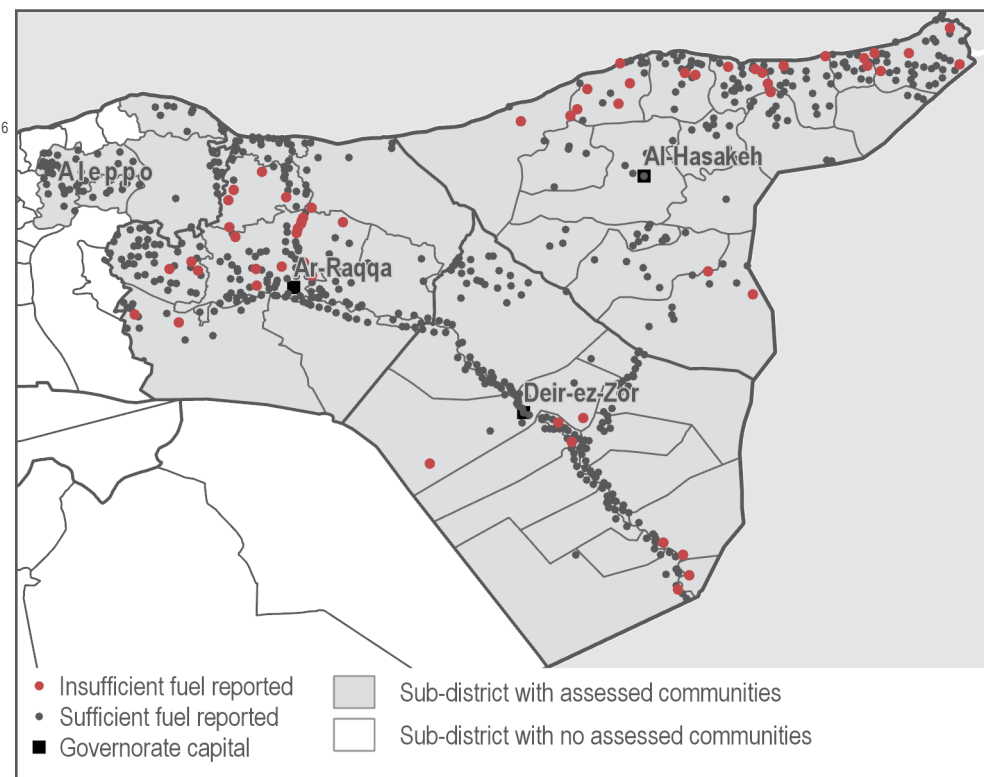 6
Aleppo
Al-Hasakeh
Ar-Raqqa
Deir-ez-Zor
Insufficient fuel reported
Sufficient fuel reported
Governorate capital
Sub-district with assessed communities
Sub-district with no assessed communities